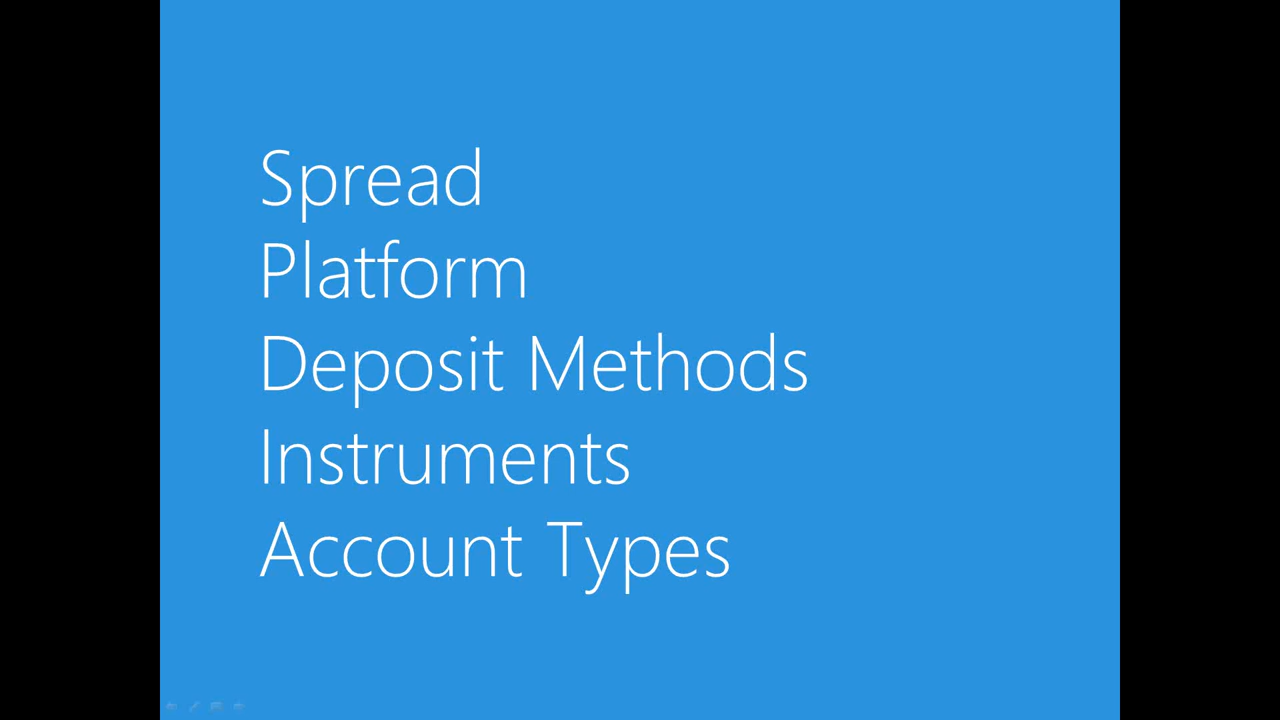 Spread
Platform
Deposit Methods
Instruments
Account Types